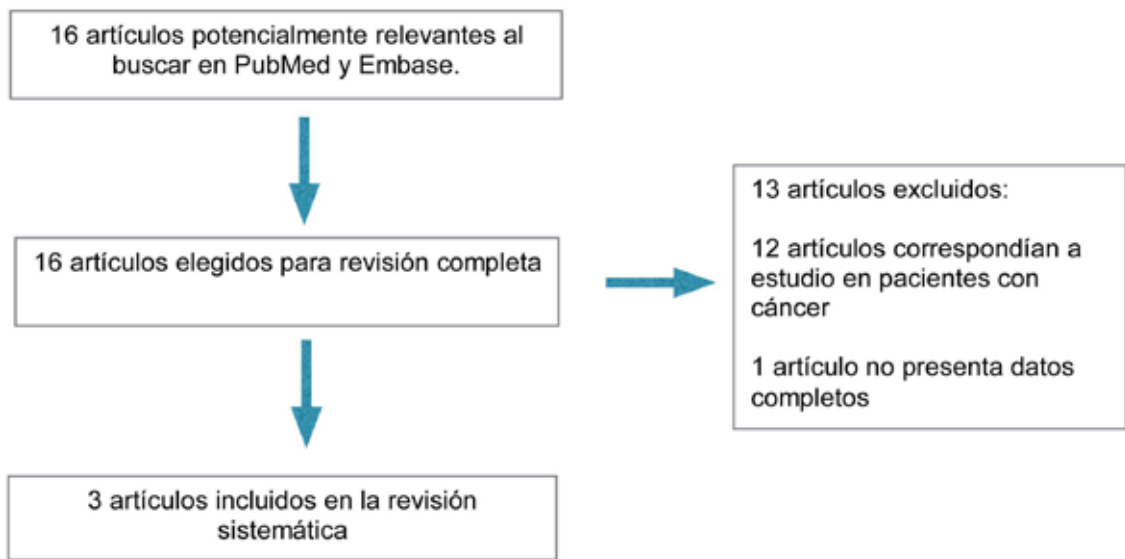 16 artículos potencialmente relevantes al
buscar en PubMed y Embase.
16 artículos elegidos para revisión completa
13 artículos excluidos:
12 artículos correspondían a
estudio en pacientes con
cáncer
1 artículo no presenta datos
completos
3 artículos incluidos en la revisión
sistemática